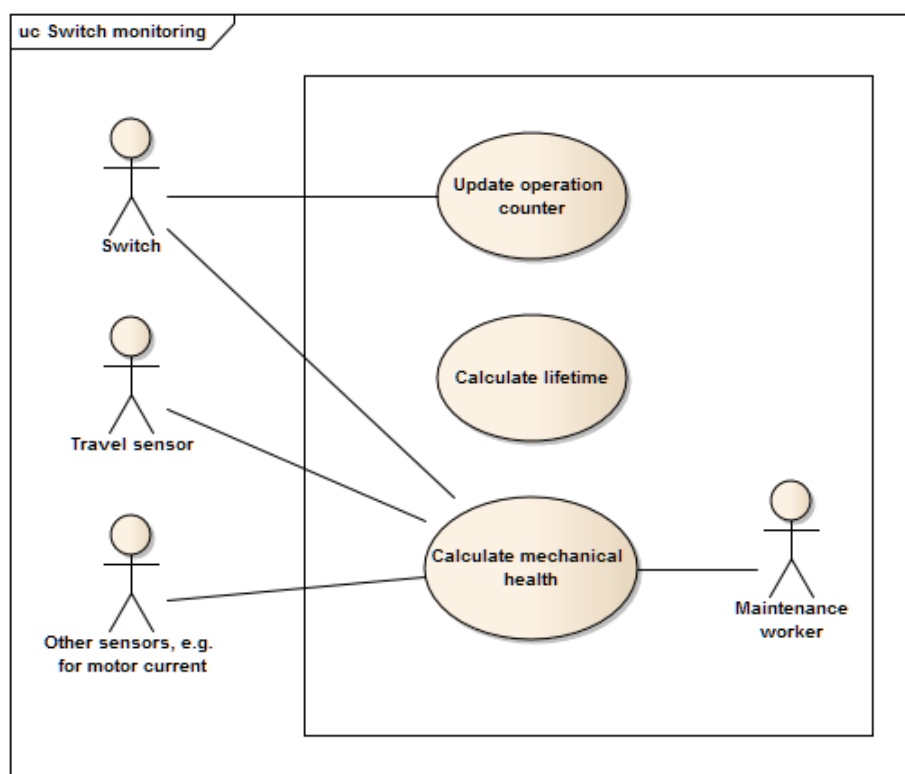 uc Switch monitoring
Update operation
counter
Switch
Calculate lifetime
Travel sensor
Calculate mechanical
health
Maintenance
worker
Other sensors, e.g.
for motor current